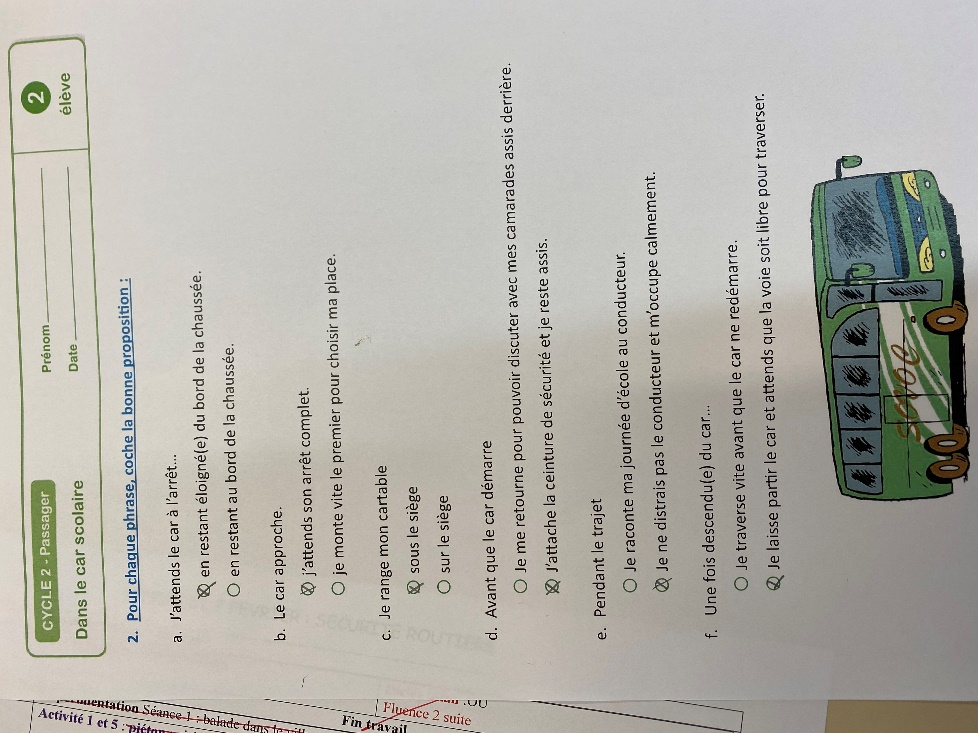 CYCLE 2 - Passager
Dans le car scolaire
Prénom
Date
2
élève
2. Pour chaque phrase, coche la bonne proposition :
a. J'attends le car à l'arrêt...
en restant éloigné(e) du bord de la chaussée.
en restant au bord de la chaussée.
b. Le car approche.
j'attends son arrêt complet.
je monte vite le premier pour choisir ma place.
c. Je range mon cartable
sous le siège
sur le siège
d. Avant que le car démarre
Je me retourne pour pouvoir discuter avec mes camarades assis derrière.
J'attache la ceinture de sécurité et je reste assis.
e. Pendant le trajet
Je raconte ma journée d'école au conducteur.
Je ne distrais pas le conducteur et m'occupe calmement.
f. Une fois descendu(e) du car...
Je traverse vite avant que le car ne redémarre.
Je laisse partir le car et attends que la voie soit libre pour traverser.
Séance 1 : balade dans
Activité 1 et 5 :
Fin travail
Fluence 2 suite